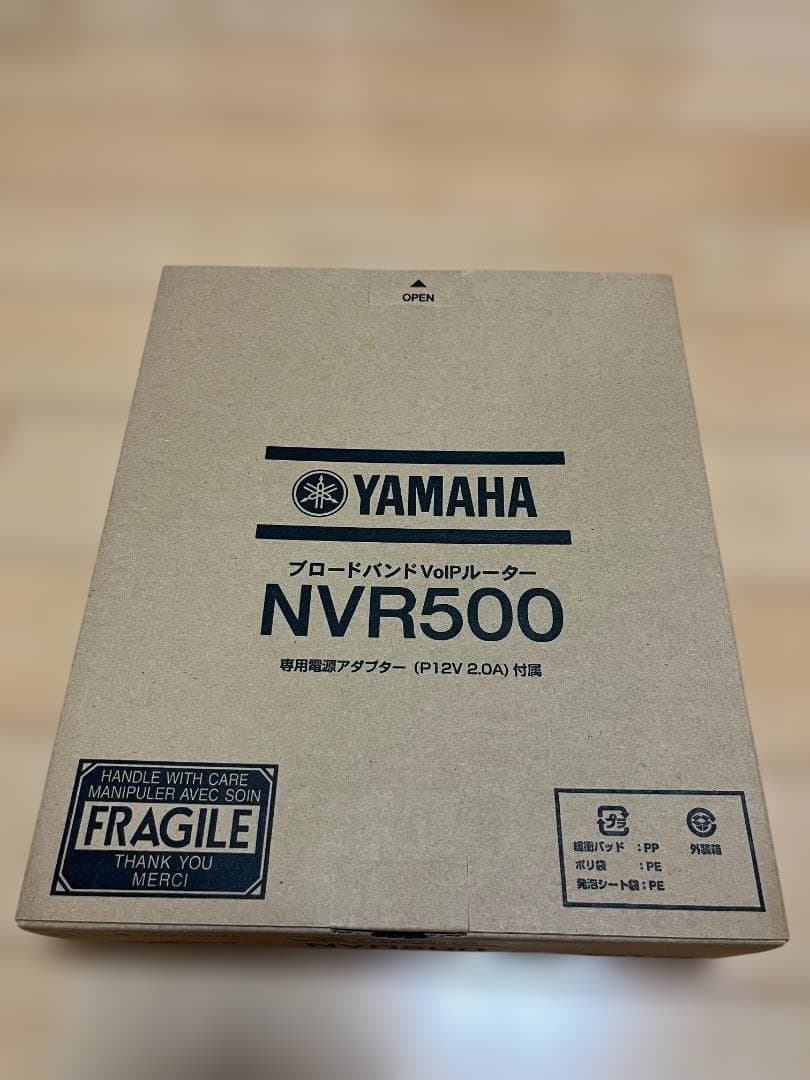 OPEN
YAMAHA
ブロードバンドVoIPルーター
NVR500
専用電源アダプター (P12V 2.0A) 付属
HANDLE WITH CARE
MANIPULER AVEC SOIN
FRAGILE
THANK YOU
MERCI
プラ
緩衝パッド :PP
外装箱
ポリ袋 :PE
発泡シート袋:PE